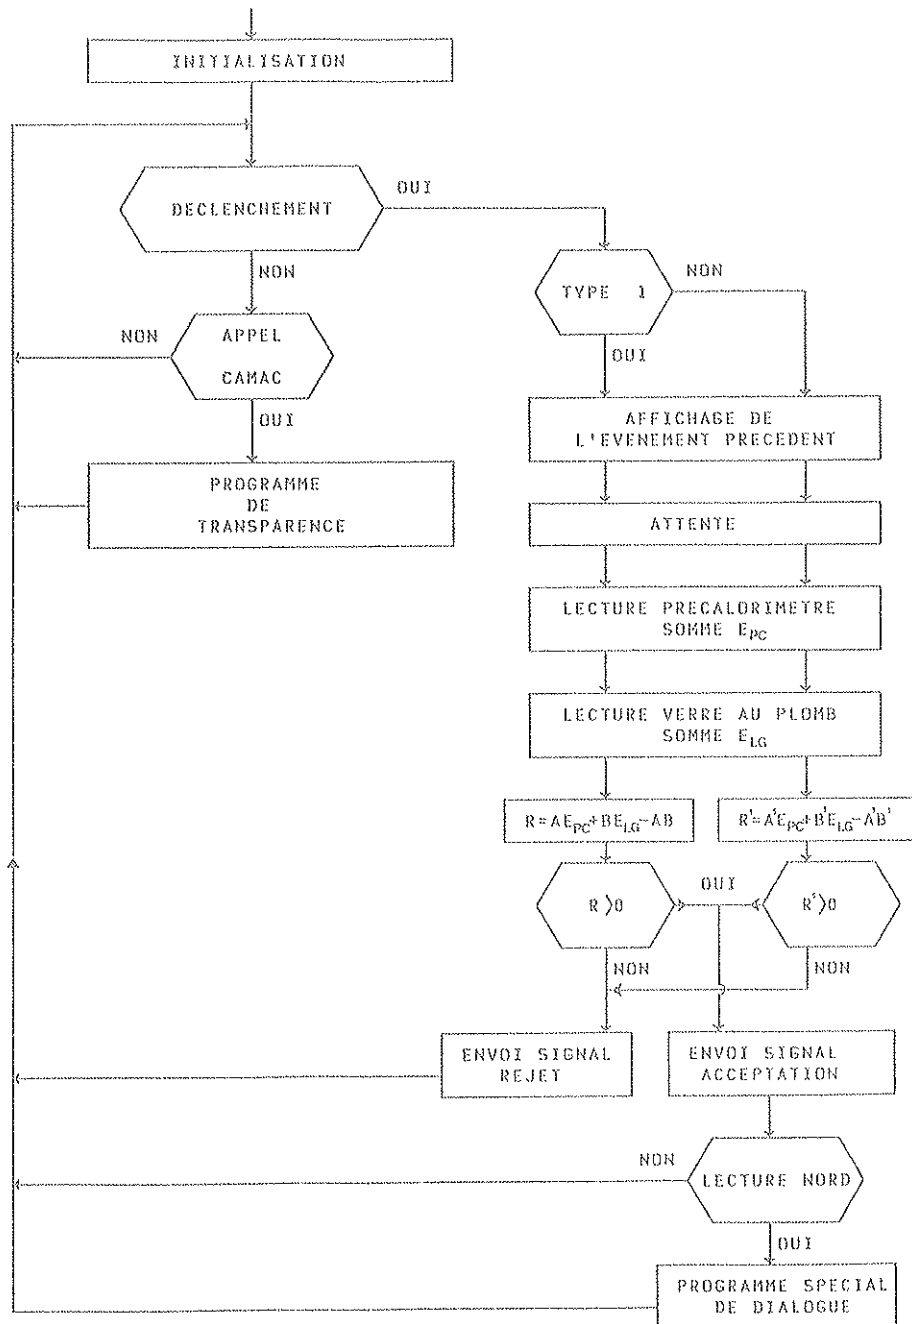 INITIALISATION
DECLENCHEMENT
OUI
NON
TYPE 1
NON
OUI
NON
APPEL
CAMAC
OUI
AFFICHAGE DE
L'EVENEMENT PRECEDENT
PROGRAMME
DE
TRANSPARENCE
ATTENTE
LECTURE PRECALORIMETRE
SOMME E_PC
LECTURE VERRE AU PLOMB
SOMME E_LG
R=AE_PC+BE_LG-AB
R'=A'E_PC+B'E_LG-A'B'
R>0
OUI
R'>0
NON
NON
ENVOI SIGNAL
REJET
ENVOI SIGNAL
ACCEPTATION
NON
LECTURE NORD
OUI
PROGRAMME SPECIAL
DE DIALOGUE